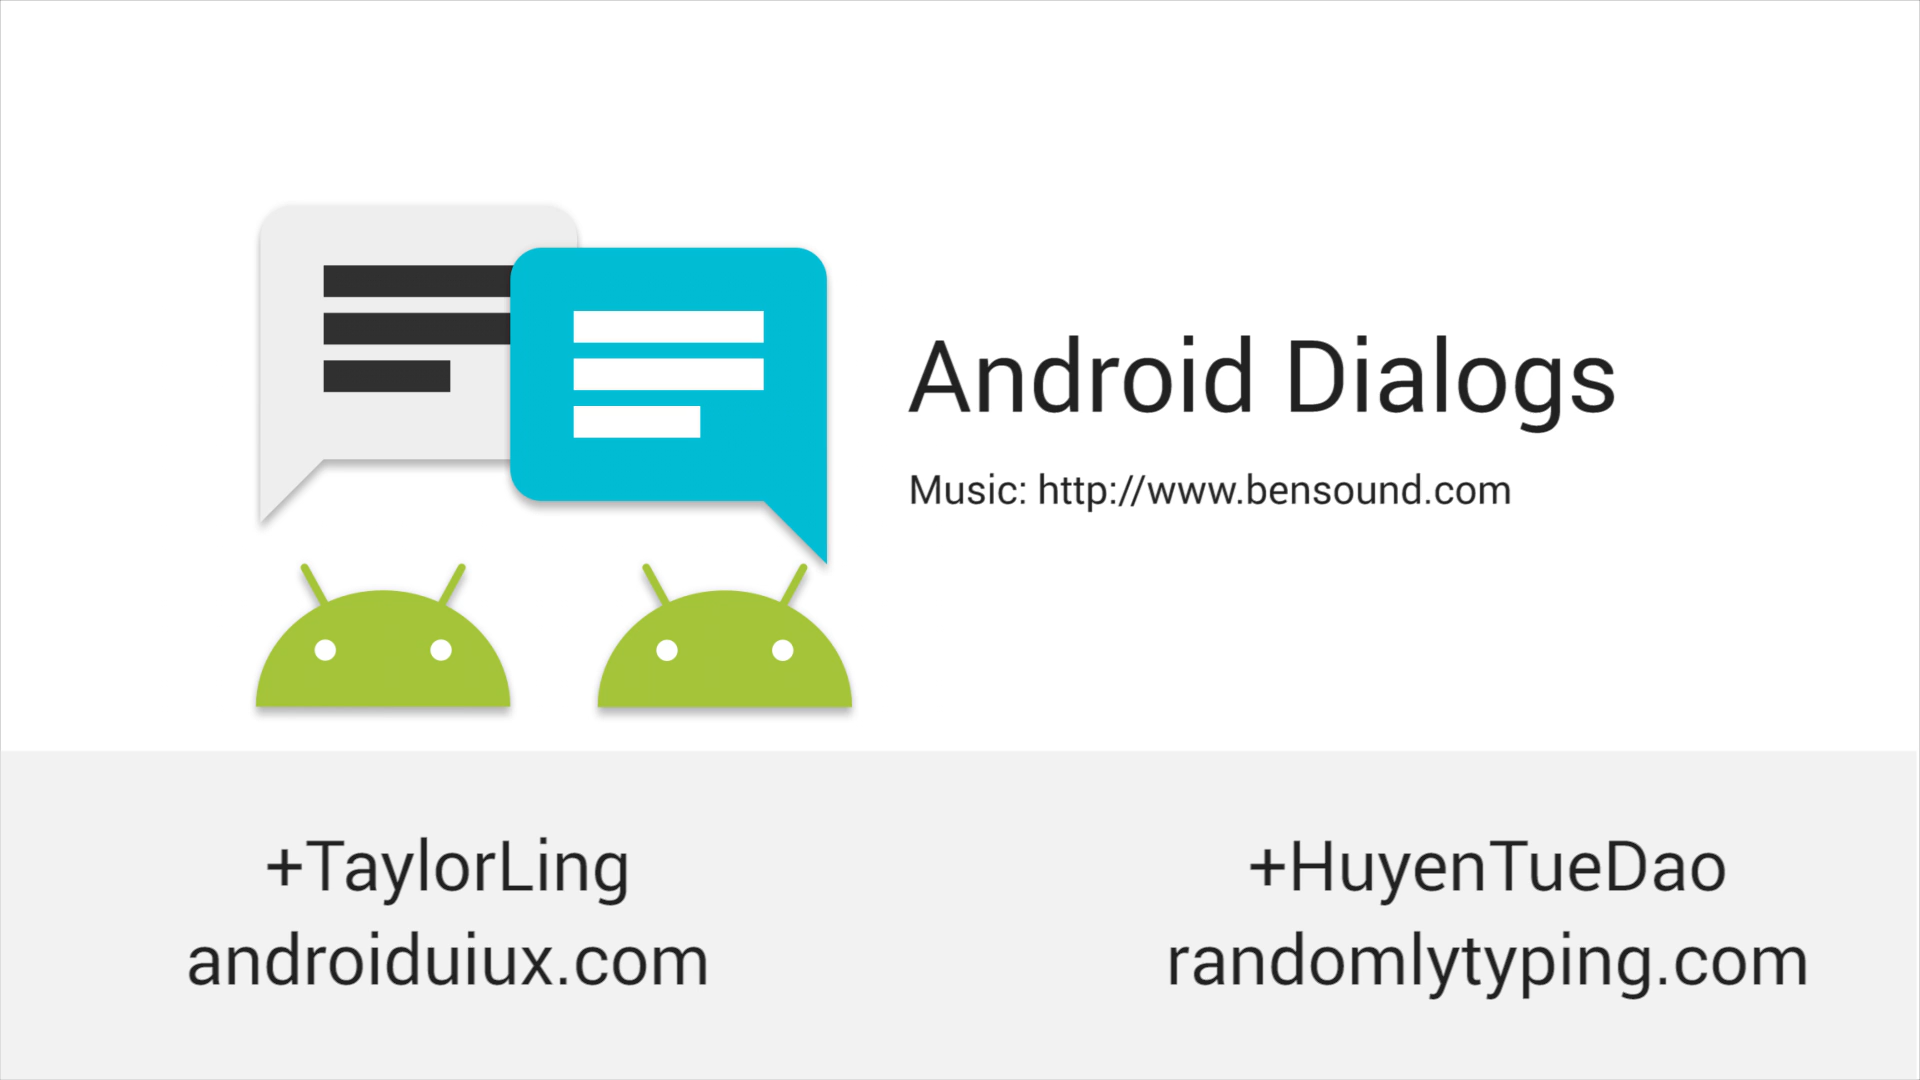 Android Dialogs
Music: http://www.bensound.com
+TaylorLing
androiduiux.com
+HuyenTueDao
randomlytyping.com